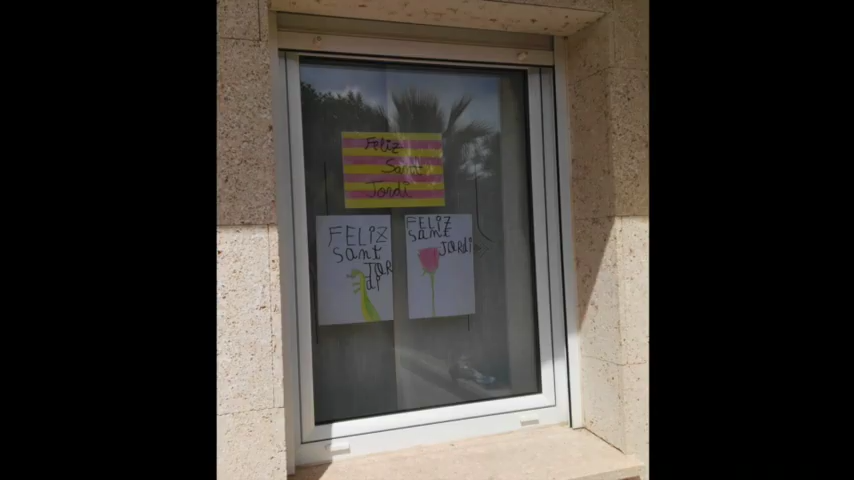 Feliz
Sant
Jordi
FELIZ
Sant
JOR
di
FELIZ
Sant
JORdi